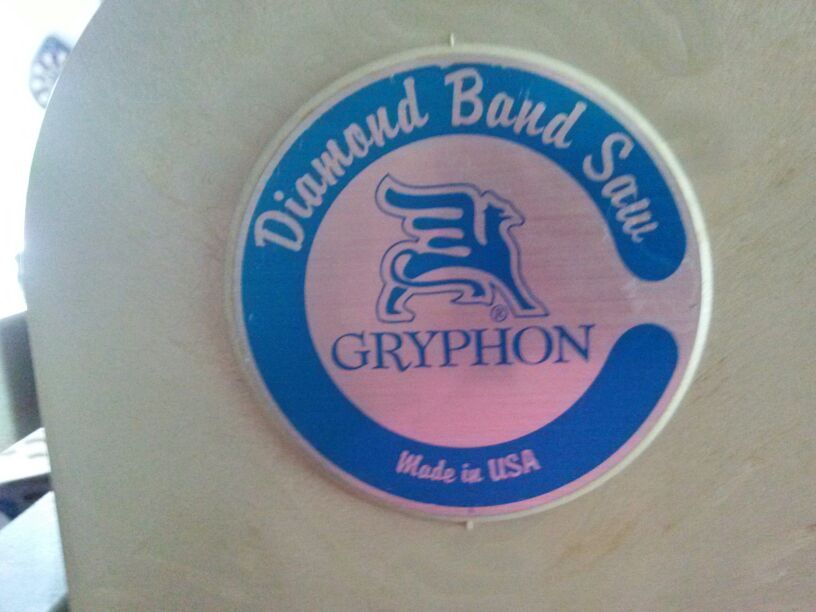 Diamond Band Saw
®
GRYPHON
Made in USA